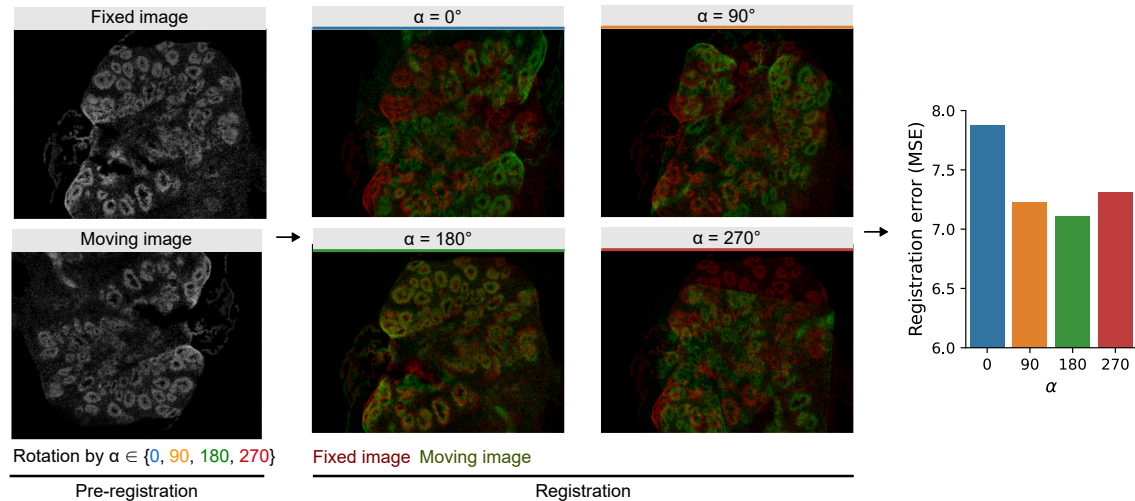 Fixed image
α = 0°
α = 90°
Moving image
α = 180°
α = 270°
Rotation by α ∈ {0, 90, 180, 270}
Fixed image Moving image
Pre-registration
Registration
Registration error (MSE)
8.0
7.5
7.0
6.5
6.0
0 90 180 270
α